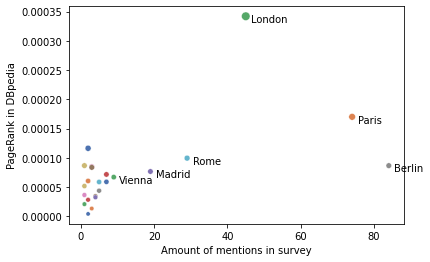 0.00035
London
0.00030
0.00025
0.00020
PageRank in DBpedia
Paris
0.00015
0.00010
Rome
Berlin
Madrid
Vienna
0.00005
0.00000
0 20 40 60 80
Amount of mentions in survey